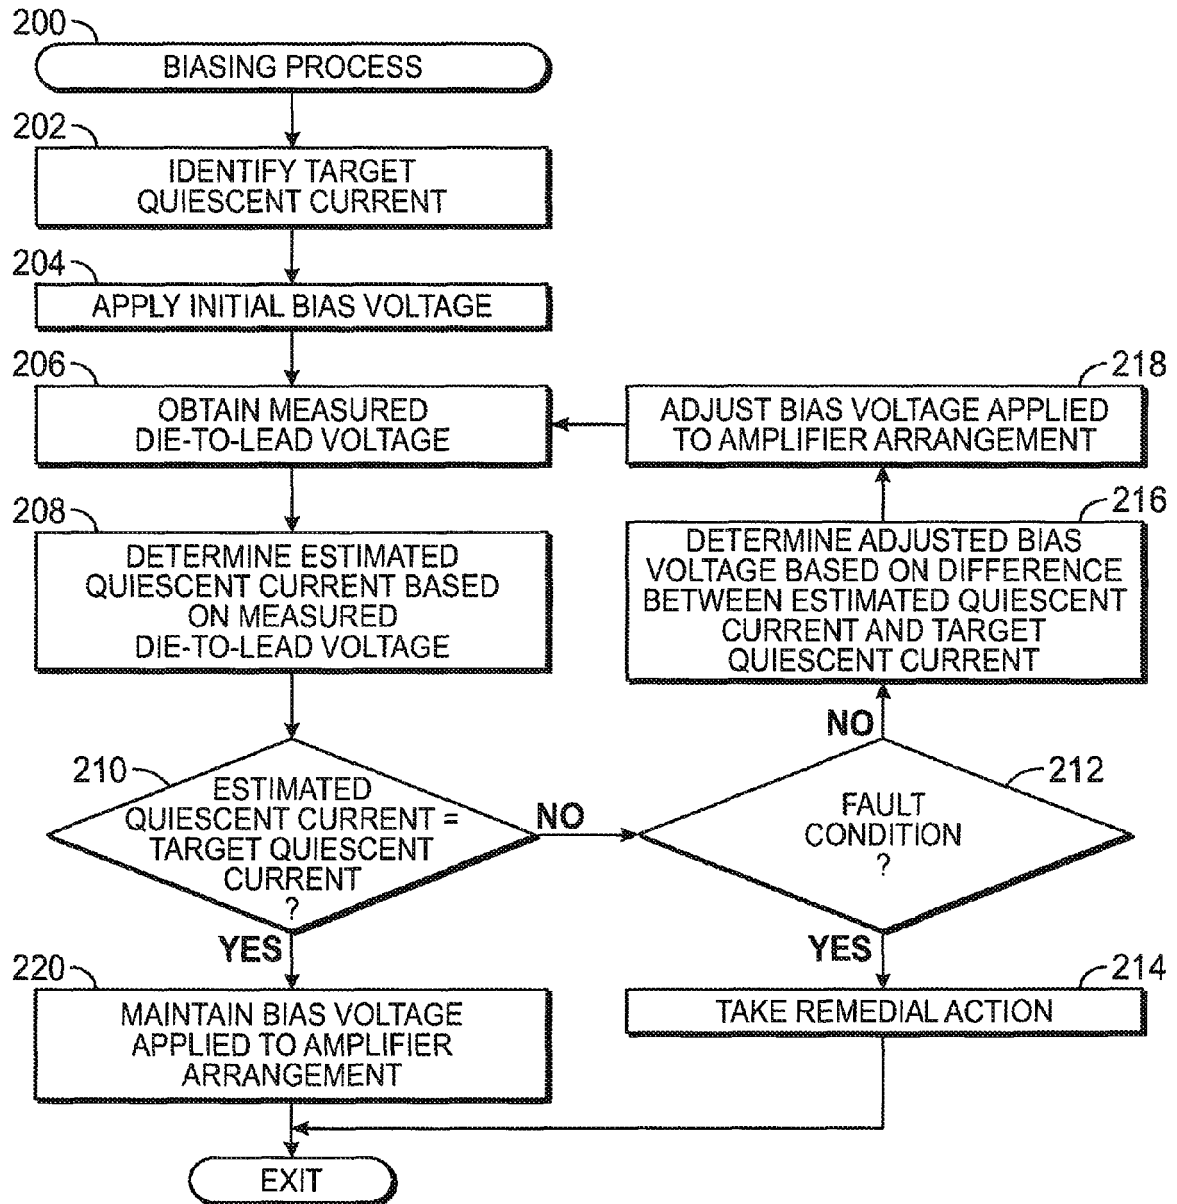 200
BIASING PROCESS
202
IDENTIFY TARGET
QUIESCENT CURRENT
204
APPLY INITIAL BIAS VOLTAGE
206
OBTAIN MEASURED
DIE-TO-LEAD VOLTAGE
218
ADJUST BIAS VOLTAGE APPLIED
TO AMPLIFIER ARRANGEMENT
208
DETERMINE ESTIMATED
QUIESCENT CURRENT BASED
ON MEASURED
DIE-TO-LEAD VOLTAGE
216
DETERMINE ADJUSTED BIAS
VOLTAGE BASED ON DIFFERENCE
BETWEEN ESTIMATED QUIESCENT
CURRENT AND TARGET
QUIESCENT CURRENT
210
ESTIMATED
QUIESCENT CURRENT =
TARGET QUIESCENT
CURRENT
?
NO
YES
212
FAULT
CONDITION
?
NO
YES
220
MAINTAIN BIAS VOLTAGE
APPLIED TO AMPLIFIER
ARRANGEMENT
214
TAKE REMEDIAL ACTION
EXIT